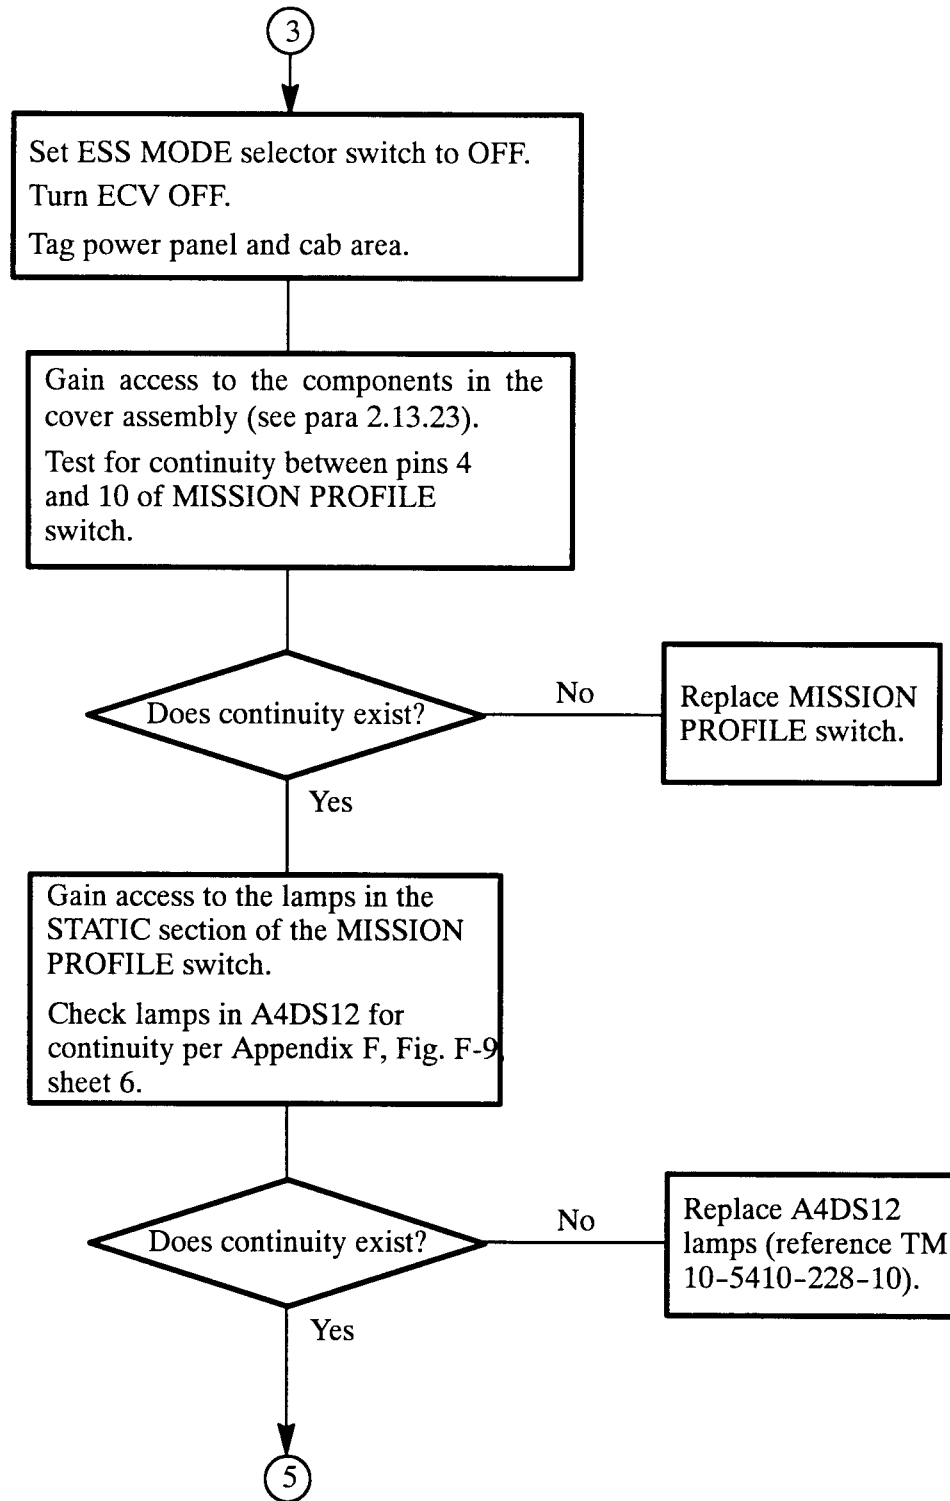 3
Set ESS MODE selector switch to OFF.
Turn ECV OFF.
Tag power panel and cab area.
Gain access to the components in the
cover assembly (see para 2.13.23).
Test for continuity between pins 4
and 10 of MISSION PROFILE
switch.
Does continuity exist?
No
Replace MISSION
PROFILE switch.
Yes
Gain access to the lamps in the
STATIC section of the MISSION
PROFILE switch.
Check lamps in A4DS12 for
continuity per Appendix F, Fig. F-9,
sheet 6.
Does continuity exist?
No
Replace A4DS12
lamps (reference TM
10-5410-228-10).
Yes
5